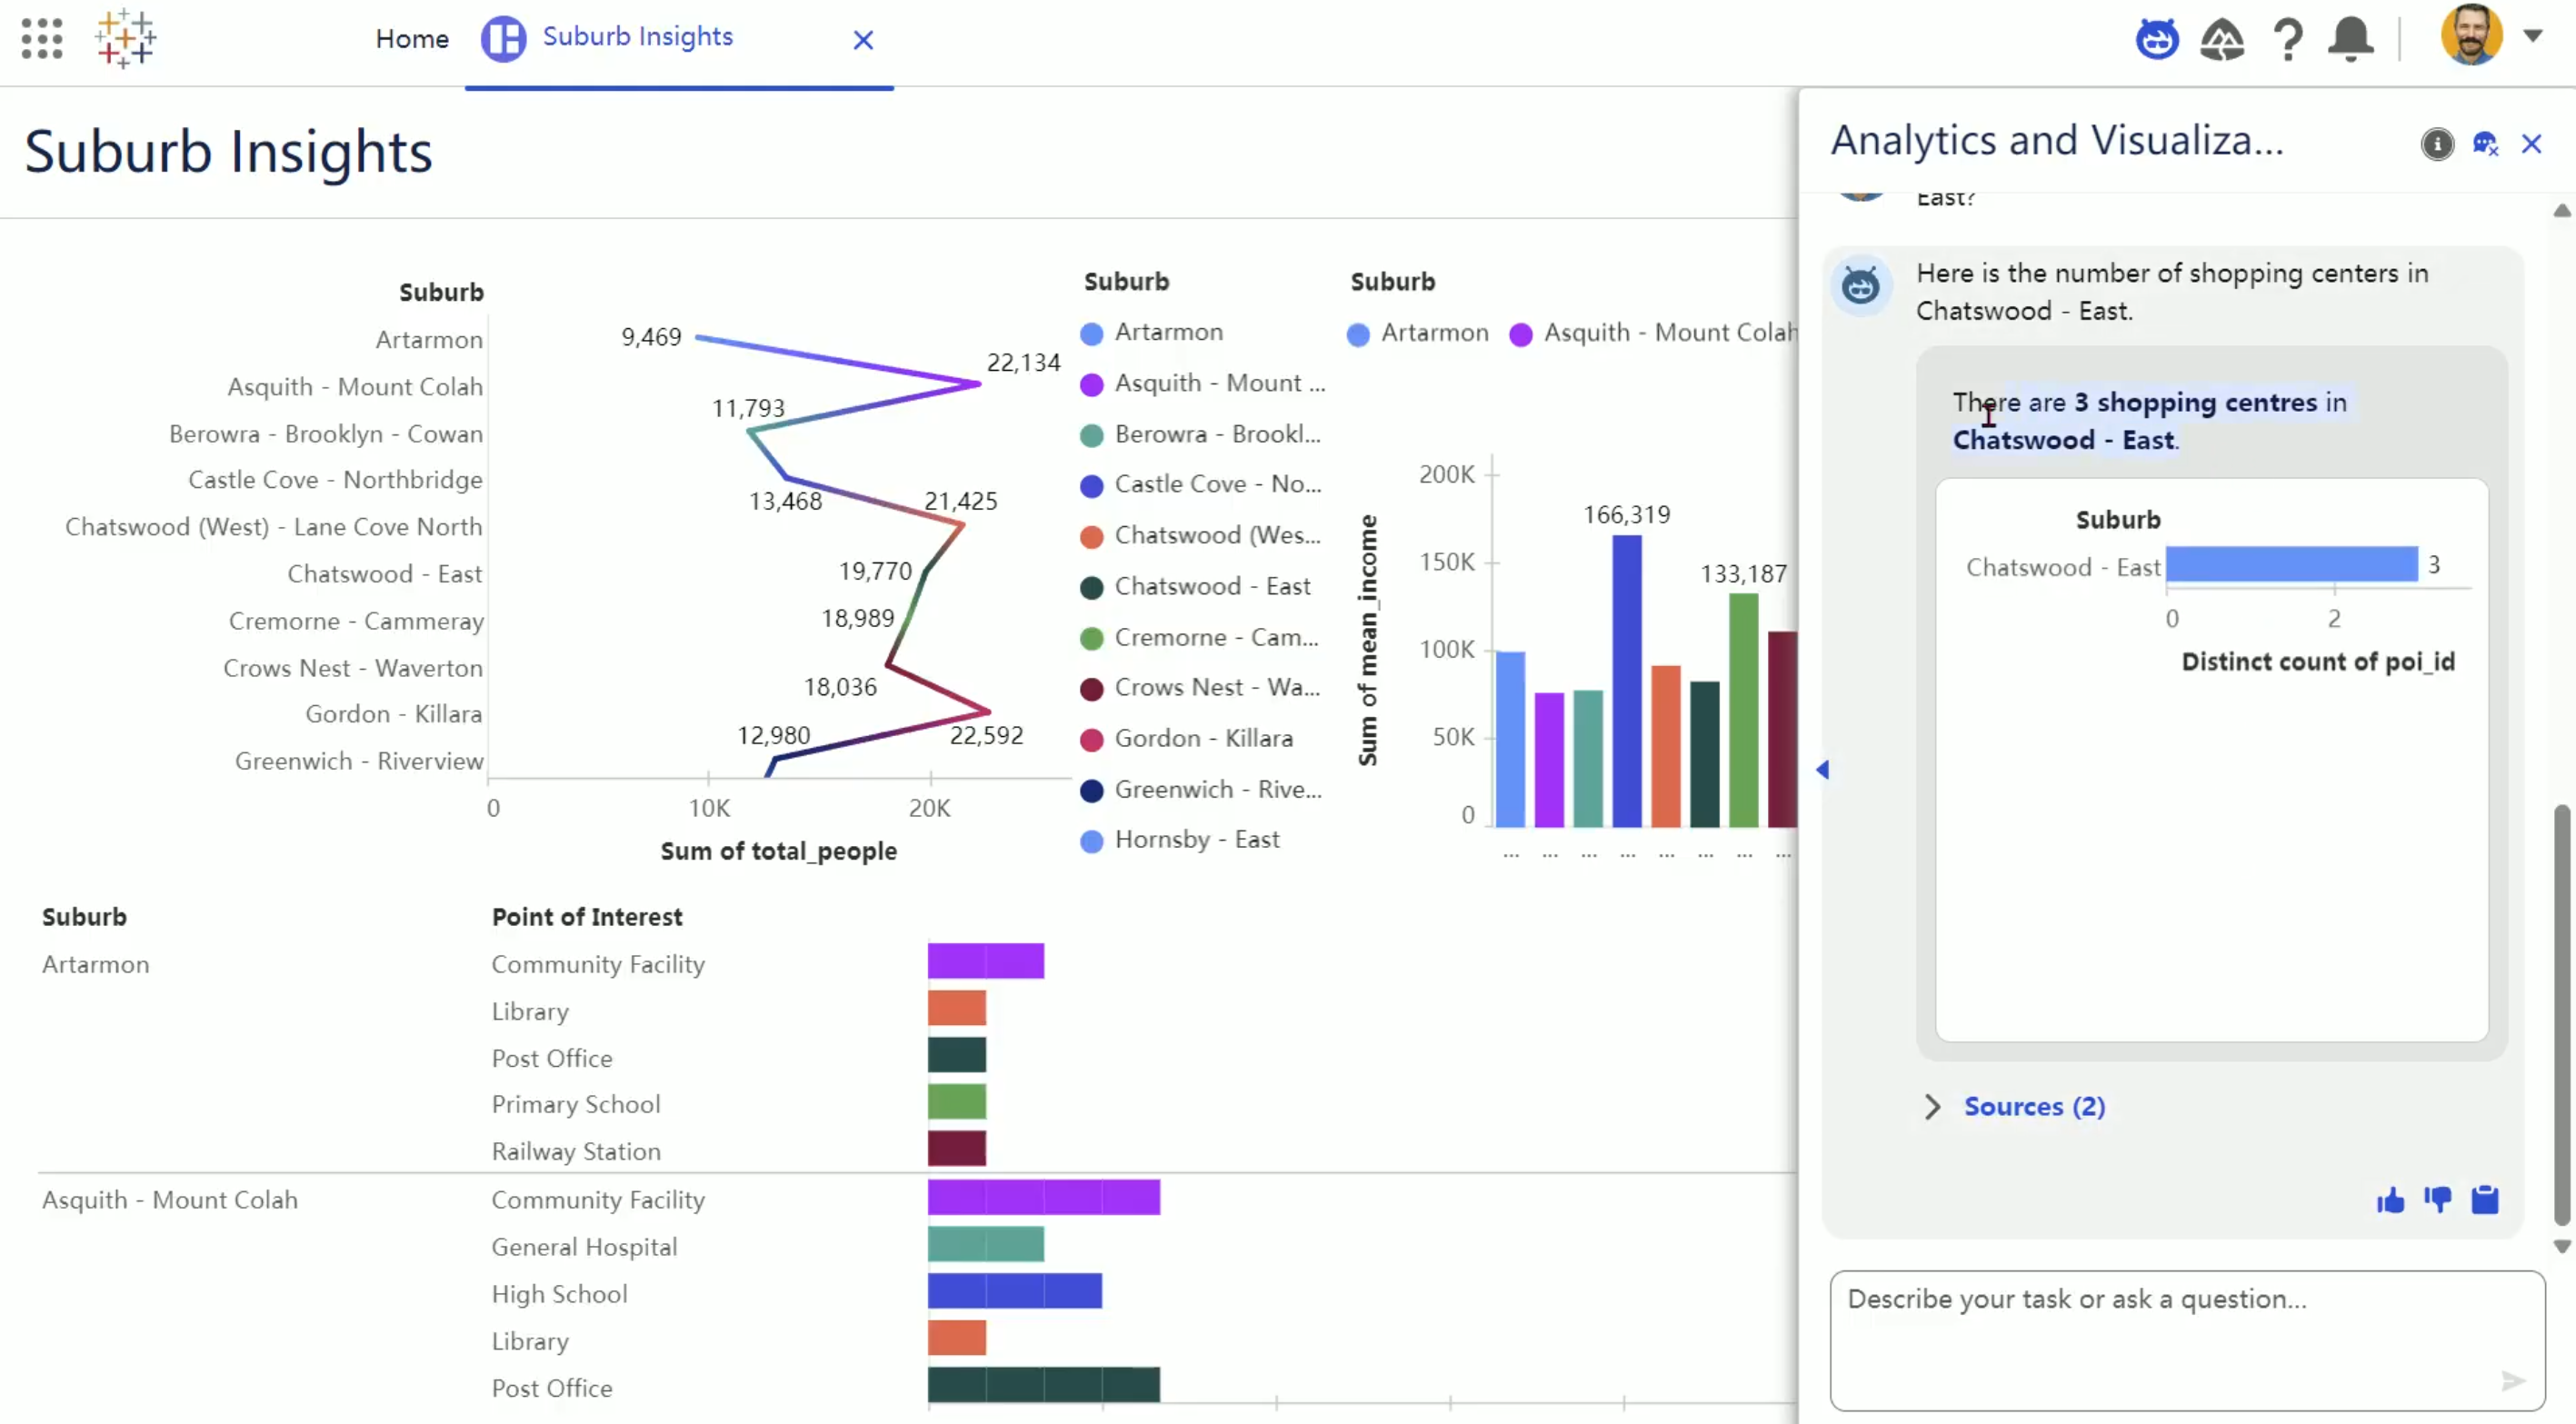 Home
Suburb Insights
Suburb Insights
Suburb
Artarmon
Asquith - Mount Colah
Berowra - Brooklyn - Cowan
Castle Cove - Northbridge
Chatswood (West) - Lane Cove North
Chatswood - East
Cremorne - Cammeray
Crows Nest - Waverton
Gordon - Killara
Greenwich - Riverview
9,469
22,134
11,793
13,468
21,425
19,770
18,989
18,036
22,592
12,980
0
10K
20K
Sum of total_people
Suburb
Artarmon
Asquith - Mount ...
Berowra - Brookl...
Castle Cove - No...
Chatswood (Wes...
Chatswood - East
Cremorne - Cam...
Crows Nest - Wa...
Gordon - Killara
Greenwich - Rive...
Hornsby - East
Suburb
Artarmon
Asquith - Mount Colah
Sum of mean_income
200K
150K
100K
50K
0
166,319
133,187
... ... ... ... ... ... ... ...
Suburb
Point of Interest
Artarmon
Community Facility
Library
Post Office
Primary School
Railway Station
Asquith - Mount Colah
Community Facility
General Hospital
High School
Library
Post Office
Analytics and Visualiza...
East?
Here is the number of shopping centers in
Chatswood - East.
There are 3 shopping centres in
Chatswood - East.
Suburb
Chatswood - East
3
0
2
Distinct count of poi_id
Sources (2)
Describe your task or ask a question...